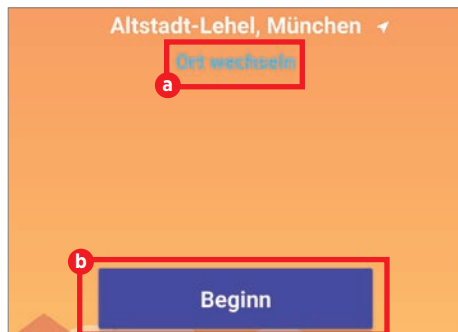 Altstadt-Lehel, München
Ort wechseln
a
b
Beginn